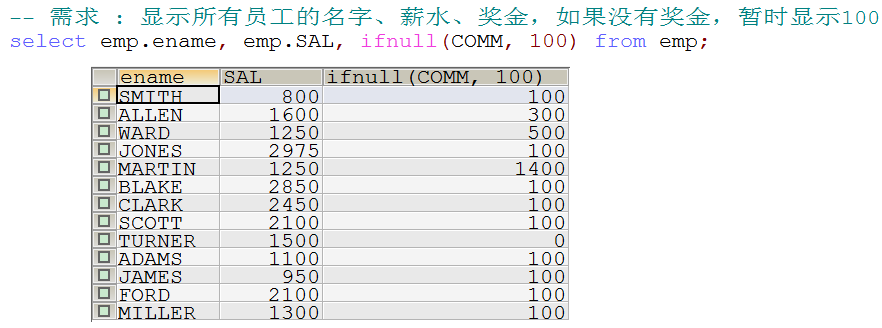 -- 需求 : 显示所有员工的名字、薪水、奖金，如果没有奖金，暂时显示100
select emp.ename, emp.SAL, ifnull(COMM, 100) from emp;
ename SAL ifnull(COMM, 100)
SMITH 800 100
ALLEN 1600 300
WARD 1250 500
JONES 2975 100
MARTIN 1250 1400
BLAKE 2850 100
CLARK 2450 100
SCOTT 2100 100
TURNER 1500 0
ADAMS 1100 100
JAMES 950 100
FORD 2100 100
MILLER 1300 100